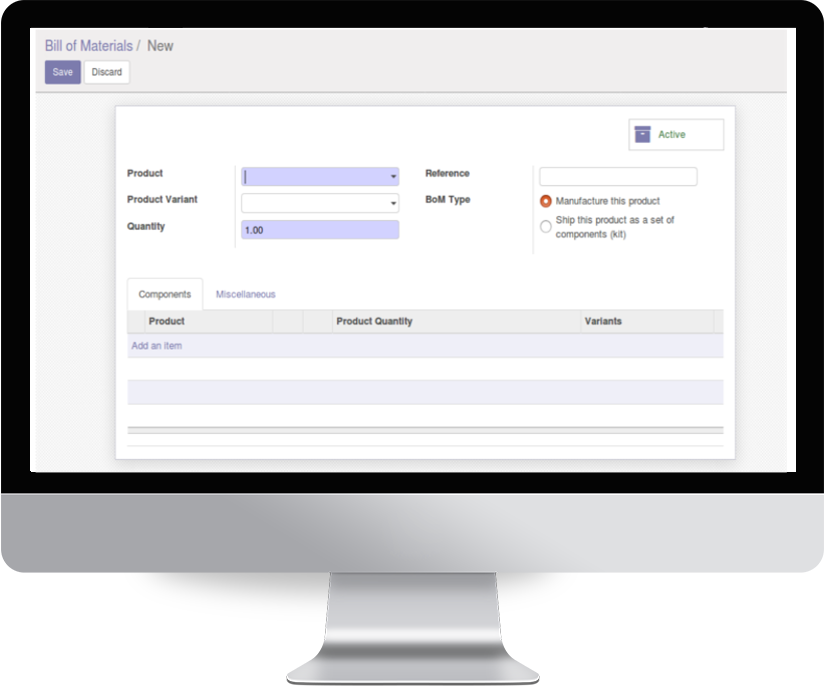 Bill of Materials / New
Save Discard
Active
Product
Reference
Product Variant
BoM Type
Manufacture this product
Ship this product as a set of
components (kit)
Quantity
1.00
Components Miscellaneous
Product Product Quantity Variants
Add an item